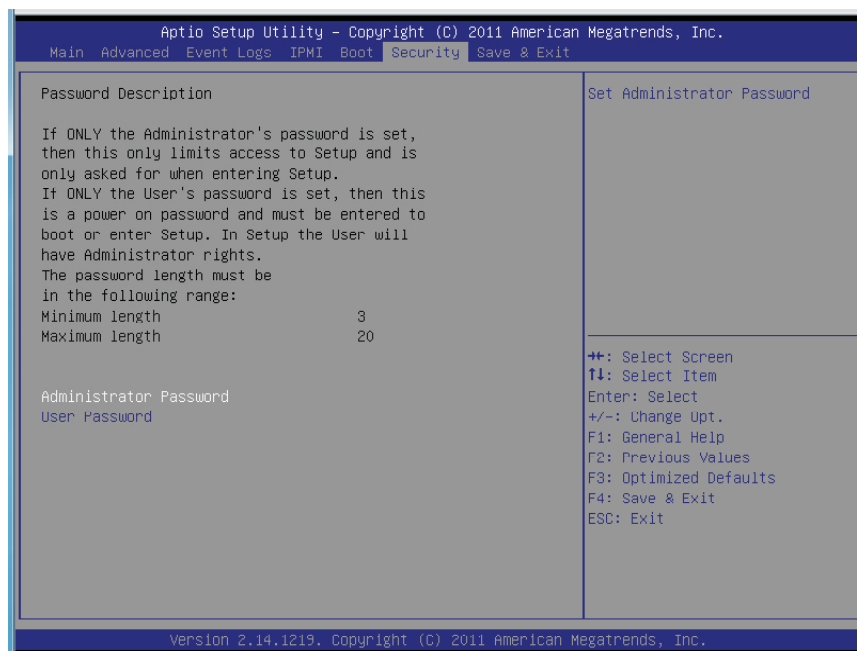 Aptio Setup Utility – Copyright (C) 2011 American Megatrends, Inc.
Main Advanced Event Logs IPMI Boot Security Save & Exit
Password Description
If ONLY the Administrator's password is set,
then this only limits access to Setup and is
only asked for when entering Setup.
If ONLY the User's password is set, then this
is a power on password and must be entered to
boot or enter Setup. In Setup the User will
have Administrator rights.
The password length must be
in the following range:
Minimum length 3
Maximum length 20
Administrator Password
User Password
Set Administrator Password
→←: Select Screen
↑↓: Select Item
Enter: Select
+/-: Change Opt.
F1: General Help
F2: Previous Values
F3: Optimized Defaults
F4: Save & Exit
ESC: Exit
Version 2.14.1219. Copyright (C) 2011 American Megatrends, Inc.